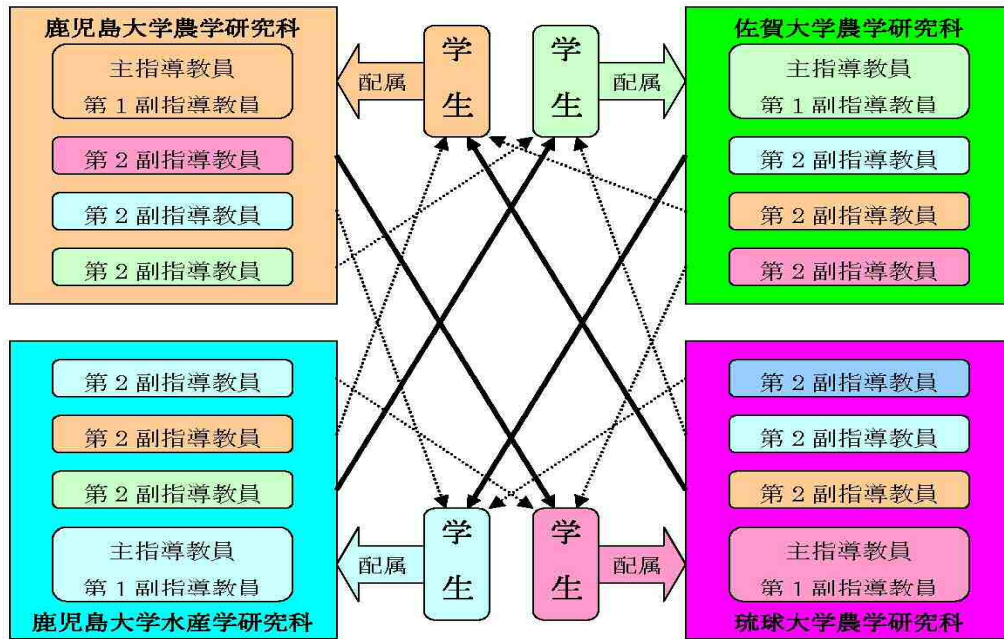 鹿児島大学農学研究科
主指導教員
第１副指導教員
第２副指導教員
第２副指導教員
第２副指導教員
配属
学
生
学
生
配属
佐賀大学農学研究科
主指導教員
第１副指導教員
第２副指導教員
第２副指導教員
第２副指導教員
第２副指導教員
第２副指導教員
第２副指導教員
主指導教員
第１副指導教員
鹿児島大学水産学研究科
配属
学
生
学
生
配属
第２副指導教員
第２副指導教員
第２副指導教員
主指導教員
第１副指導教員
琉球大学農学研究科